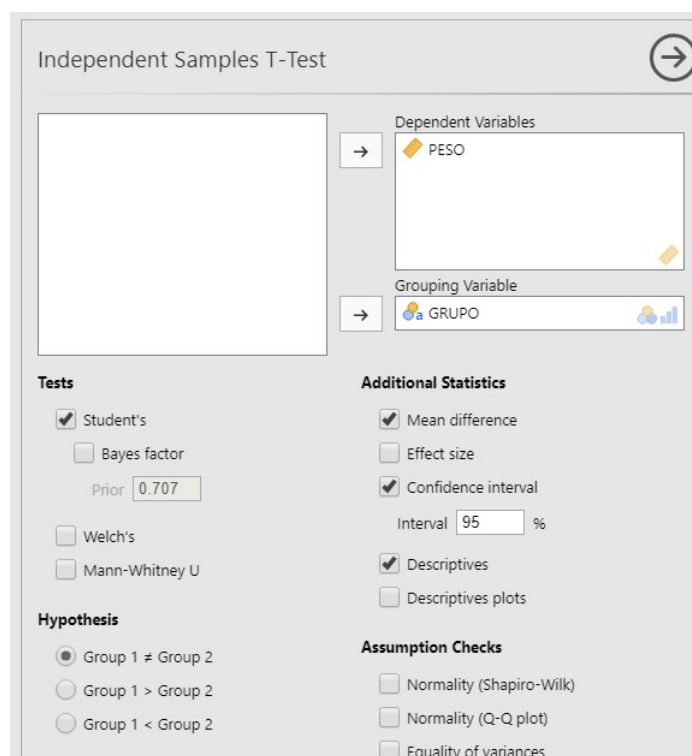 Independent Samples T-Test
Dependent Variables
PESO
Grouping Variable
a GRUPO
Tests
Student's
Bayes factor
Prior 0.707
Welch's
Mann-Whitney U
Hypothesis
Group 1 ≠ Group 2
Group 1 > Group 2
Group 1 < Group 2
Additional Statistics
Mean difference
Effect size
Confidence interval
Interval 95 %
Descriptives
Descriptives plots
Assumption Checks
Normality (Shapiro-Wilk)
Normality (Q-Q plot)
Equality of variances